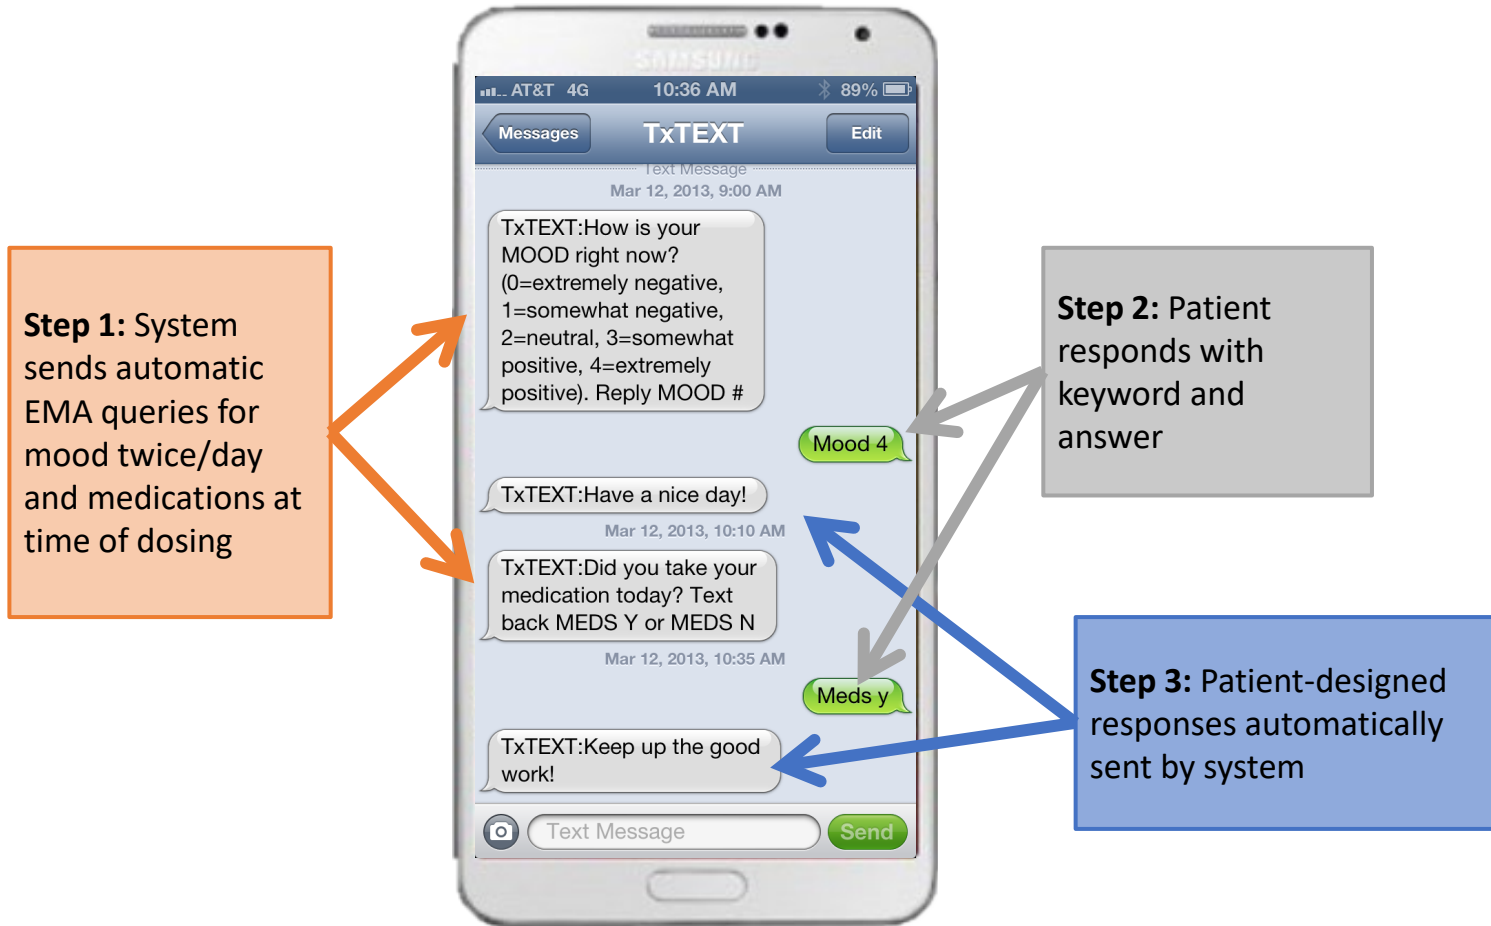 SAMSUNG
AT&T 4G 10:36 AM 89%
Messages TxTEXT Edit
Text Message
Mar 12, 2013, 9:00 AM
TxTEXT:How is your
MOOD right now?
(0=extremely negative,
1=somewhat negative,
2=neutral, 3=somewhat
positive, 4=extremely
positive). Reply MOOD #
Mood 4
TxTEXT:Have a nice day!
Mar 12, 2013, 10:10 AM
TxTEXT:Did you take your
medication today? Text
back MEDS Y or MEDS N
Mar 12, 2013, 10:35 AM
Meds y
TxTEXT:Keep up the good
work!
Text Message Send
Step 1: System
sends automatic
EMA queries for
mood twice/day
and medications at
time of dosing
Step 2: Patient
responds with
keyword and
answer
Step 3: Patient-designed
responses automatically
sent by system